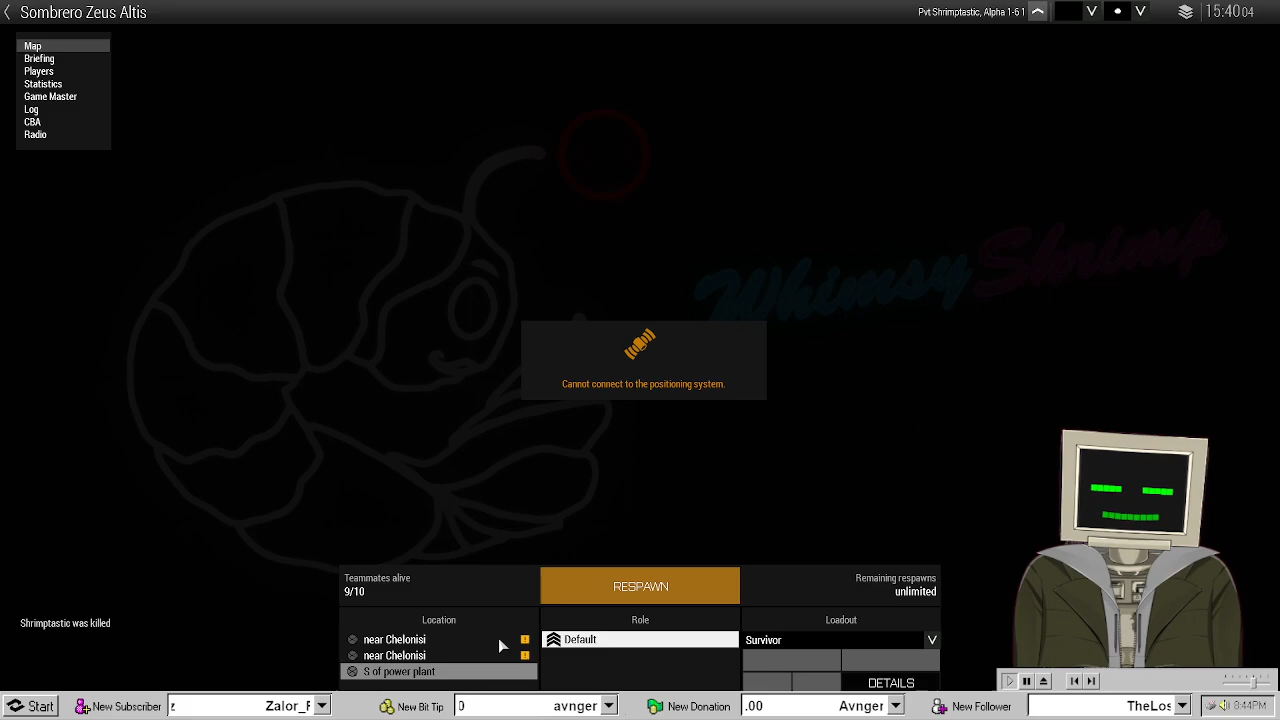 Sombrero Zeus Altis
Pvt Shrimptastic, Alpha 1-6 1
15:40 04
Map
Briefing
Players
Statistics
Game Master
Log
CBA
Radio
WhimsyShrimp
Cannot connect to the positioning system.
Teammates alive
9/10
RESPAWN
Remaining respawns
unlimited
Shrimptastic was killed
Location
Role
Loadout
near Chelonisi
Default
Survivor
near Chelonisi
S of power plant
DETAILS
Start
New Subscriber
z Zalor_
New Bit Tip
0 avnger
New Donation
.00 Avnger
New Follower
TheLos
8:44PM